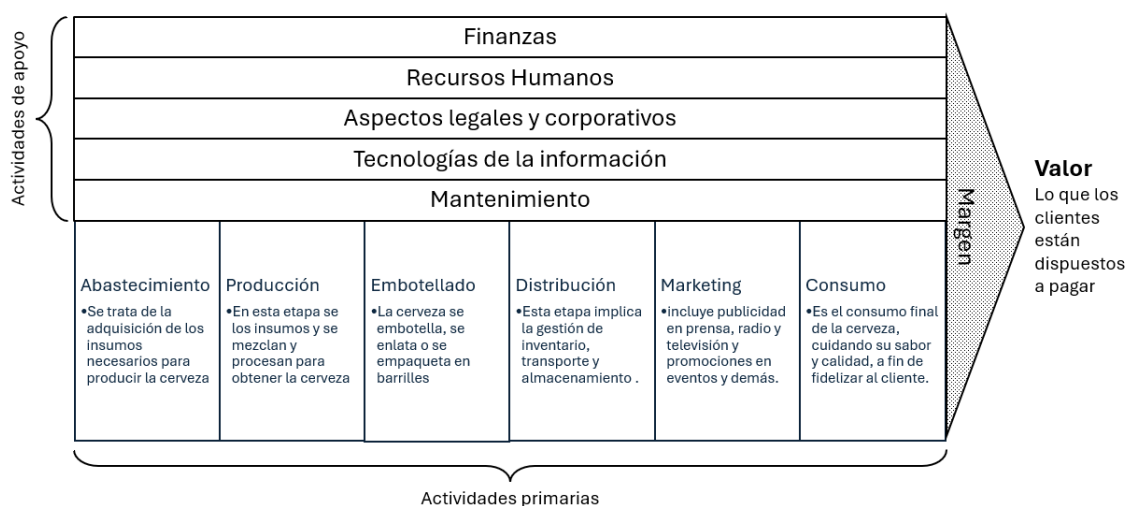 Actividades de apoyo
Finanzas
Recursos Humanos
Aspectos legales y corporativos
Tecnologías de la información
Mantenimiento
Abastecimiento
•Se trata de la
adquisición de los
insumos
necesarios para
producir la cerveza
Producción
•En esta etapa se
los insumos y se
mezclan y
procesan para
obtener la cerveza
Embotellado
•La cerveza se
embotella, se
enlata o se
empaqueta en
barrilles
Distribución
•Esta etapa implica
la gestión de
inventario,
transporte y
almacenamiento .
Marketing
•incluye publicidad
en prensa, radio y
televisión y
promociones en
eventos y demás.
Consumo
•Es el consumo final
de la cerveza,
cuidando su sabor
y calidad, a fin de
fidelizar al cliente.
Margen
Valor
Lo que los
clientes
están
dispuestos
a pagar
Actividades primarias